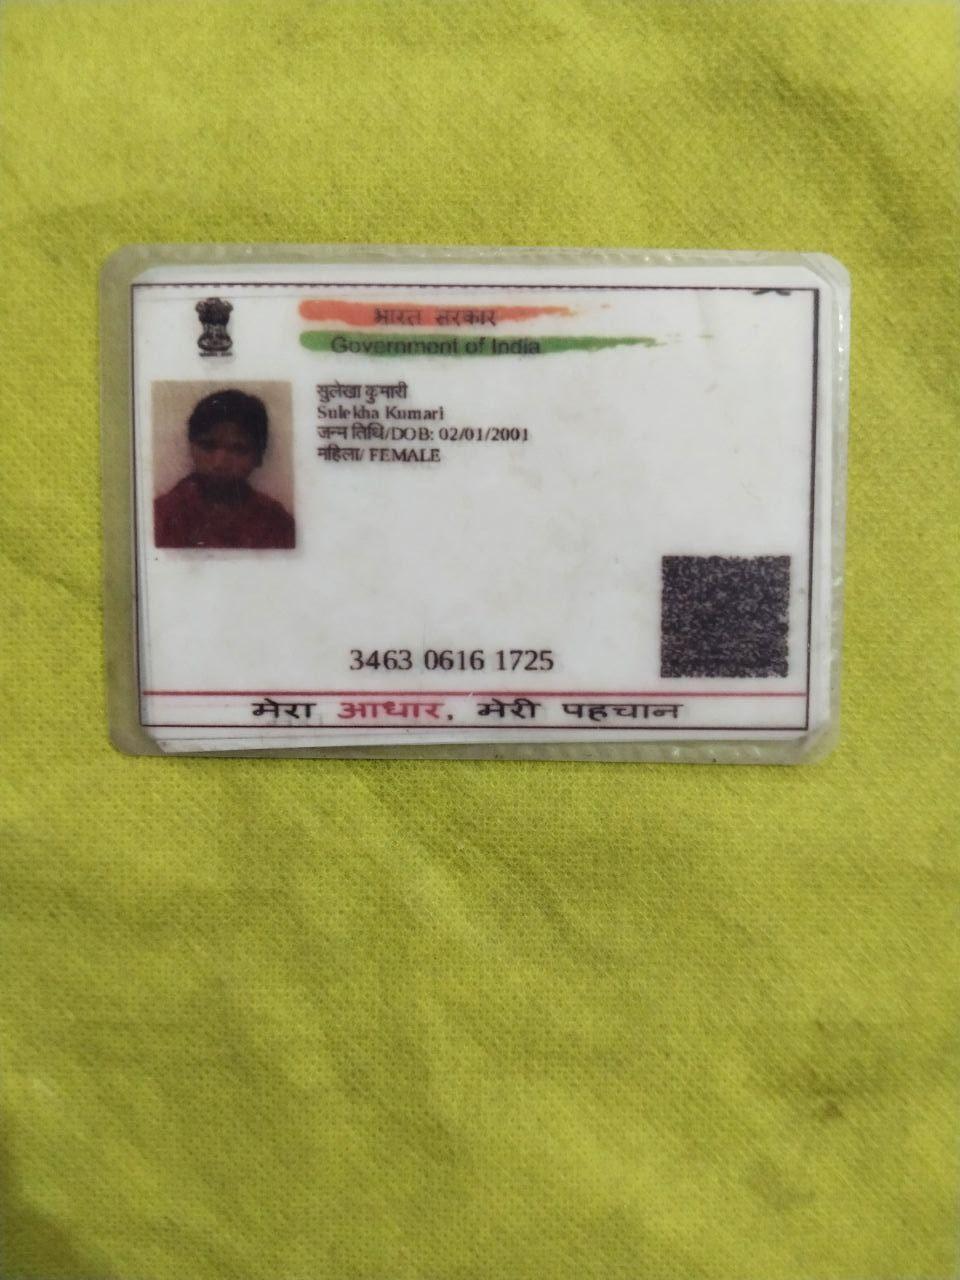 भारत सरकार
Government of India
सुलेखा कुमारी
Sulekha Kumari
जन्म तिथि/DOB: 02/01/2001
महिला/ FEMALE
3463 0616 1725
मेरा आधार, मेरी पहचान